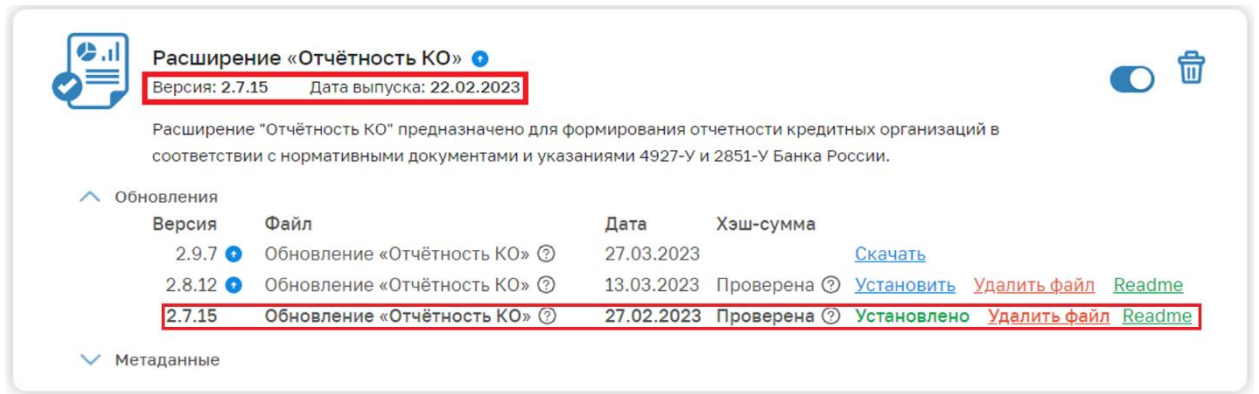 Расширение «Отчётность КО»
Версия: 2.7.15 Дата выпуска: 22.02.2023
Расширение "Отчётность КО" предназначено для формирования отчетности кредитных организаций в
соответствии с нормативными документами и указаниями 4927-У и 2851-У Банка России.
Обновления
Версия Файл Дата Хэш-сумма
2.9.7 Обновление «Отчётность КО» ? 27.03.2023 Скачать
2.8.12 Обновление «Отчётность КО» ? 13.03.2023 Проверена ? Установить Удалить файл Readme
2.7.15 Обновление «Отчётность КО» ? 27.02.2023 Проверена ? Установлено Удалить файл Readme
Метаданные